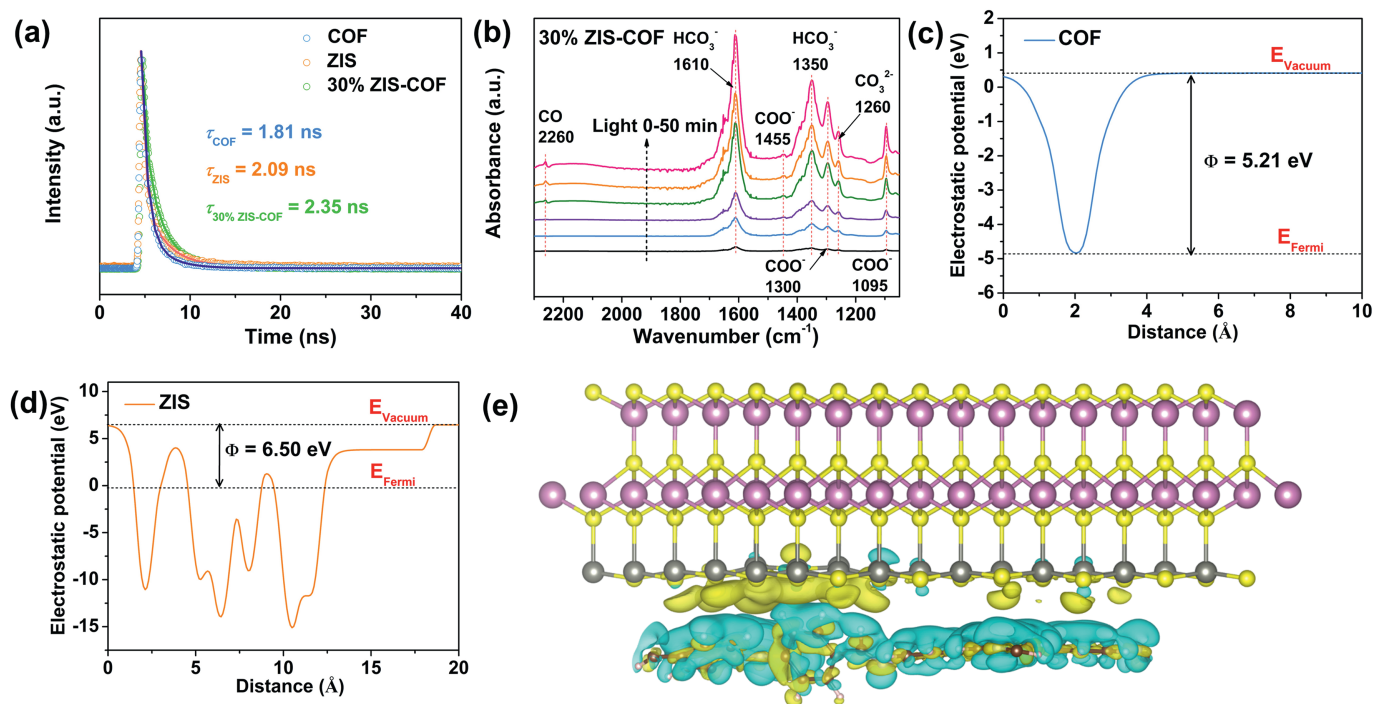 (a)
COF
ZIS
30% ZIS-COF
τCOF = 1.81 ns
τZIS = 2.09 ns
τ30% ZIS-COF = 2.35 ns
Intensity (a.u.)
0 10 20 30 40
Time (ns)
(b)
30% ZIS-COF
HCO₃⁻
1610
HCO₃⁻
1350
CO₃²⁻
1260
CO
2260
Light 0-50 min
COO⁻
1455
COO⁻
1300
COO⁻
1095
Absorbance (a.u.)
2200 2000 1800 1600 1400 1200
Wavenumber (cm⁻¹)
(c)
COF
EVacuum
Φ = 5.21 eV
EFermi
Electrostatic potential (eV)
2
1
0
-1
-2
-3
-4
-5
-6
0 2 4 6 8 10
Distance (Å)
(d)
ZIS
EVacuum
Φ = 6.50 eV
EFermi
Electrostatic potential (eV)
10
5
0
-5
-10
-15
0 5 10 15 20
Distance (Å)
(e)